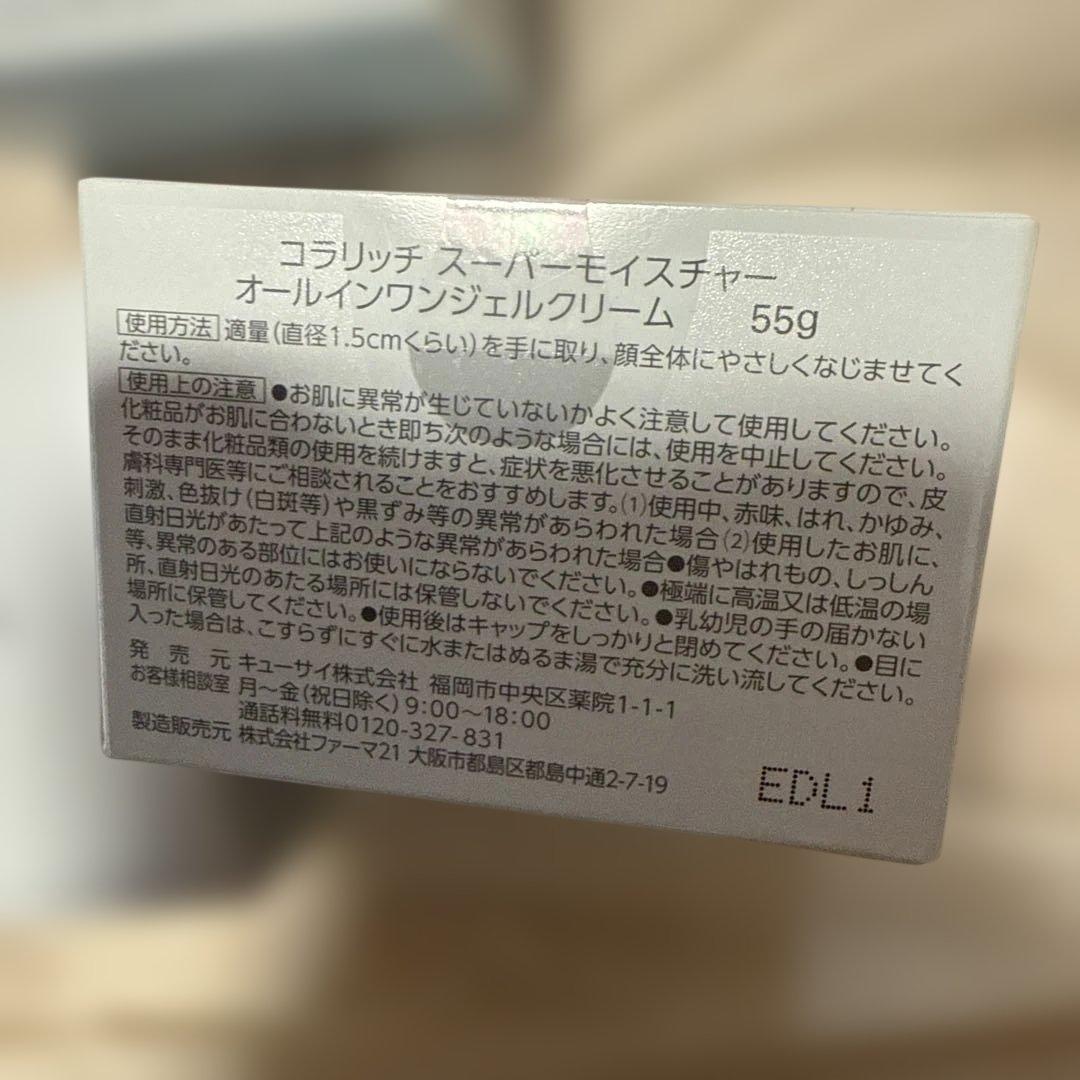 コラリッチ スーパーモイスチャー
オールインワンジェルクリーム 55g
使用方法 適量(直径1.5cmくらい)を手に取り、顔全体にやさしくなじませてく
ださい。
使用上の注意 ●お肌に異常が生じていないかよく注意して使用してください。
化粧品がお肌に合わないとき即ち次のような場合には、使用を中止してください。
そのまま化粧品類の使用を続けますと、症状を悪化させることがありますので、皮
膚科専門医等にご相談されることをおすすめします。(1)使用中、赤味、はれ、かゆみ、
刺激、色抜け(白斑等)や黒ずみ等の異常があらわれた場合(2)使用したお肌に、
直射日光があたって上記のような異常があらわれた場合●傷やはれもの、しっしん
等、異常のある部位にはお使いにならないでください。●極端に高温又は低温の場
所、直射日光のあたる場所には保管しないでください。●乳幼児の手の届かない
場所に保管してください。●使用後はキャップをしっかりと閉めてください。●目に
入った場合は、こすらずにすぐに水またはぬるま湯で充分に洗い流してください。
発売元 キューサイ株式会社 福岡市中央区薬院1-1-1
お客様相談室 月〜金(祝日除く)9:00〜18:00
通話料無料0120-327-831
製造販売元 株式会社ファーマ21 大阪市都島区都島中通2-7-19
EDL1